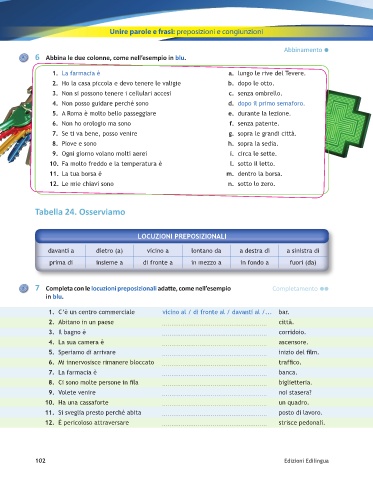 Unire parole e frasi: preposizioni e congiunzioni
Abbinamento
6 Abbina le due colonne, come nell'esempio in blu.
1. La farmacia è a. lungo le rive del Tevere.
2. Ho la casa piccola e devo tenere le valigie b. dopo le otto.
3. Non si possono tenere i cellulari accesi c. senza ombrello.
4. Non posso guidare perché sono d. dopo il primo semaforo.
5. A Roma è molto bello passeggiare e. durante la lezione.
6. Non ho orologio ma sono f. senza patente.
7. Se ti va bene, posso venire g. sopra le grandi città.
8. Piove e sono h. sopra la sedia.
9. Ogni giorno volano molti aerei i. circa le sette.
10. Fa molto freddo e la temperatura è l. sotto il letto.
11. La tua borsa è m. dentro la borsa.
12. Le mie chiavi sono n. sotto lo zero.
Tabella 24. Osserviamo
LOCUZIONI PREPOSIZIONALI
davanti a dietro (a) vicino a lontano da a destra di a sinistra di
prima di insieme a di fronte a in mezzo a in fondo a fuori (da)
7 Completa con le locuzioni preposizionali adatte, come nell'esempio Completamento
in blu.
1. C'è un centro commerciale vicino al / di fronte al / davanti al /... bar.
2. Abitano in un paese ........ città.
3. Il bagno è ........ corridoio.
4. La sua camera è ........ ascensore.
5. Speriamo di arrivare ........ inizio del film.
6. Mi innervosisce rimanere bloccato ........ traffico.
7. La farmacia è ........ banca.
8. Ci sono molte persone in fila ........ biglietteria.
9. Volete venire ........ noi stasera?
10. Ha una cassaforte ........ un quadro.
11. Si sveglia presto perché abita ........ posto di lavoro.
12. È pericoloso attraversare ........ strisce pedonali.
102 Edizioni Edilingua